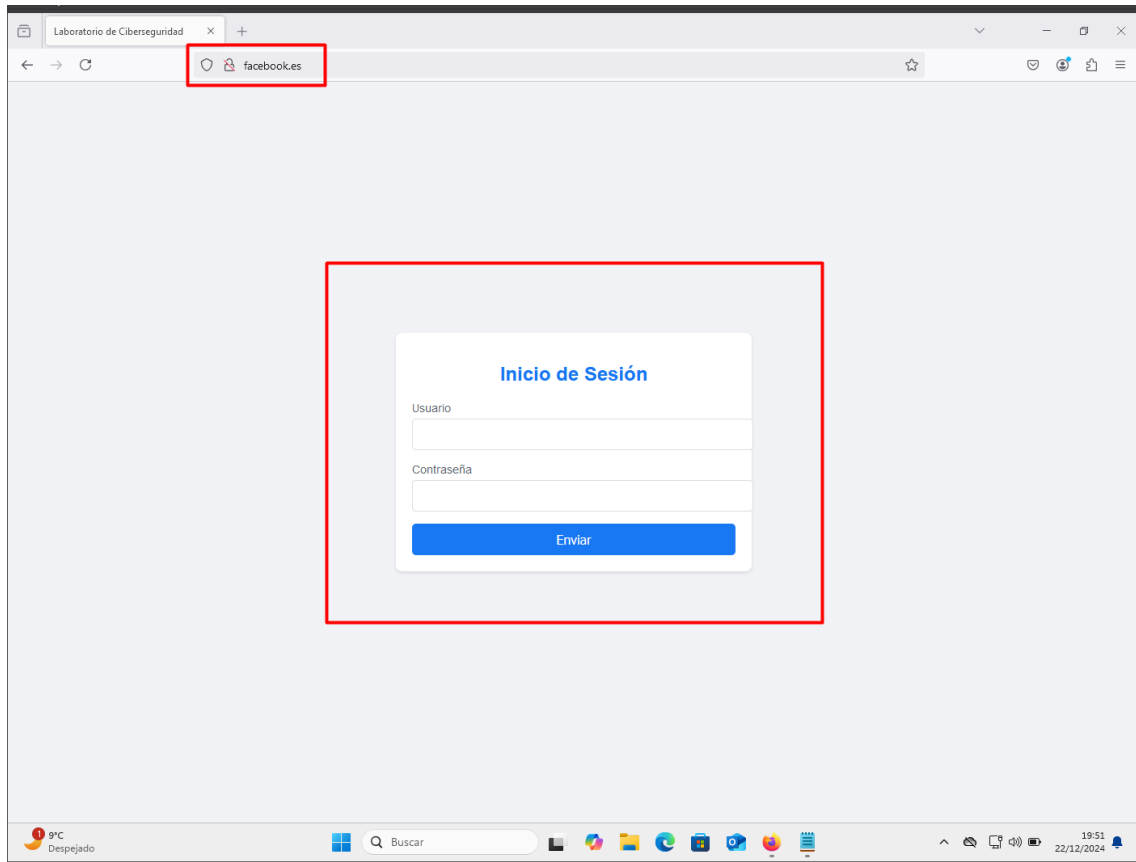 Laboratorio de Ciberseguridad
facebook.es
Inicio de Sesión
Usuario
Contraseña
Enviar
1
9°C
Despejado
Buscar
19:51
22/12/2024